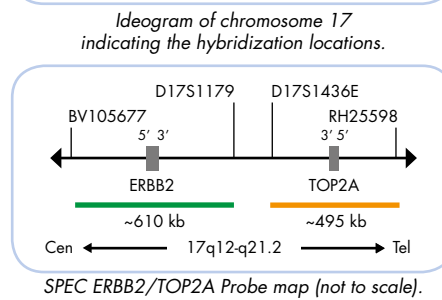 Ideogram of chromosome 17
indicating the hybridization locations.
D17S1179 D17S1436E
BV105677 RH25598
5’ 3’ 3’ 5’
ERBB2 TOP2A
~610 kb ~495 kb
Cen 17q12-q21.2 Tel
SPEC ERBB2/TOP2A Probe map (not to scale).